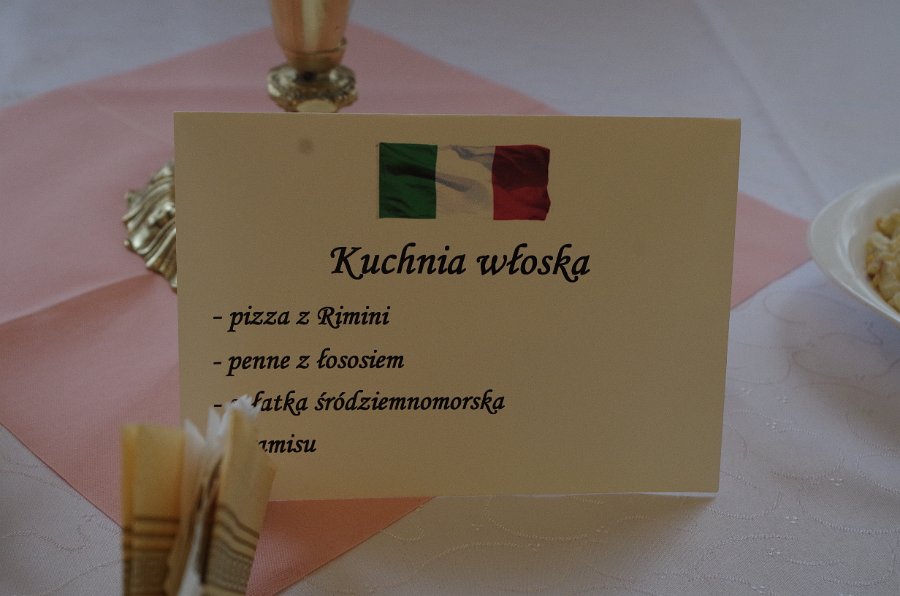 Kuchnia włoska
- pizza z Rimini
- penne z łososiem
- śródziemnomorska